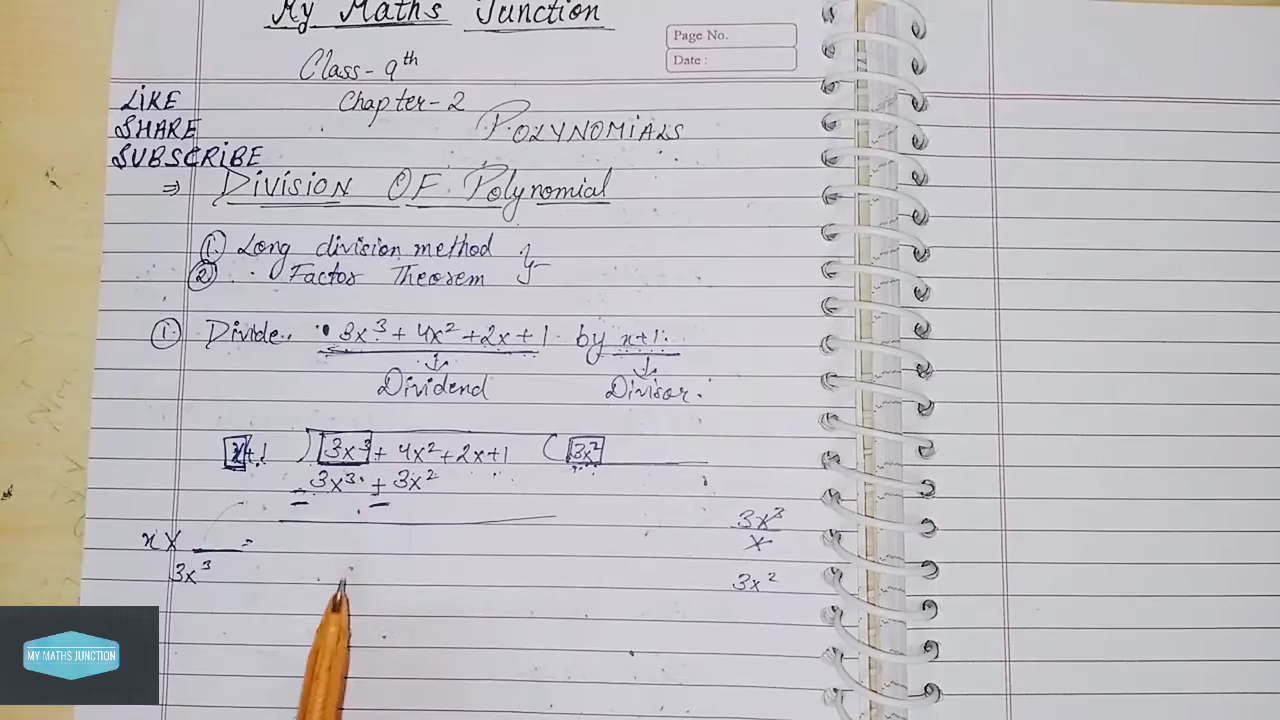 My Maths Junction
Page No.
Date :
Class - 9th
LIKE
Chapter - 2
SHARE
POLYNOMIALS
SUBSCRIBE
⇒ Division OF Polynomial
① Long division method
② Factor Theorem
① Divide 3x³ + 4x² + 2x + 1 by x+1.
Dividend
Divisor.
x+1 ) 3x³ + 4x² + 2x + 1 ( 3x²
3x³ + 3x²
- -
3x³
x
x × __ =
3x³
3x²
MY MATHS JUNCTION